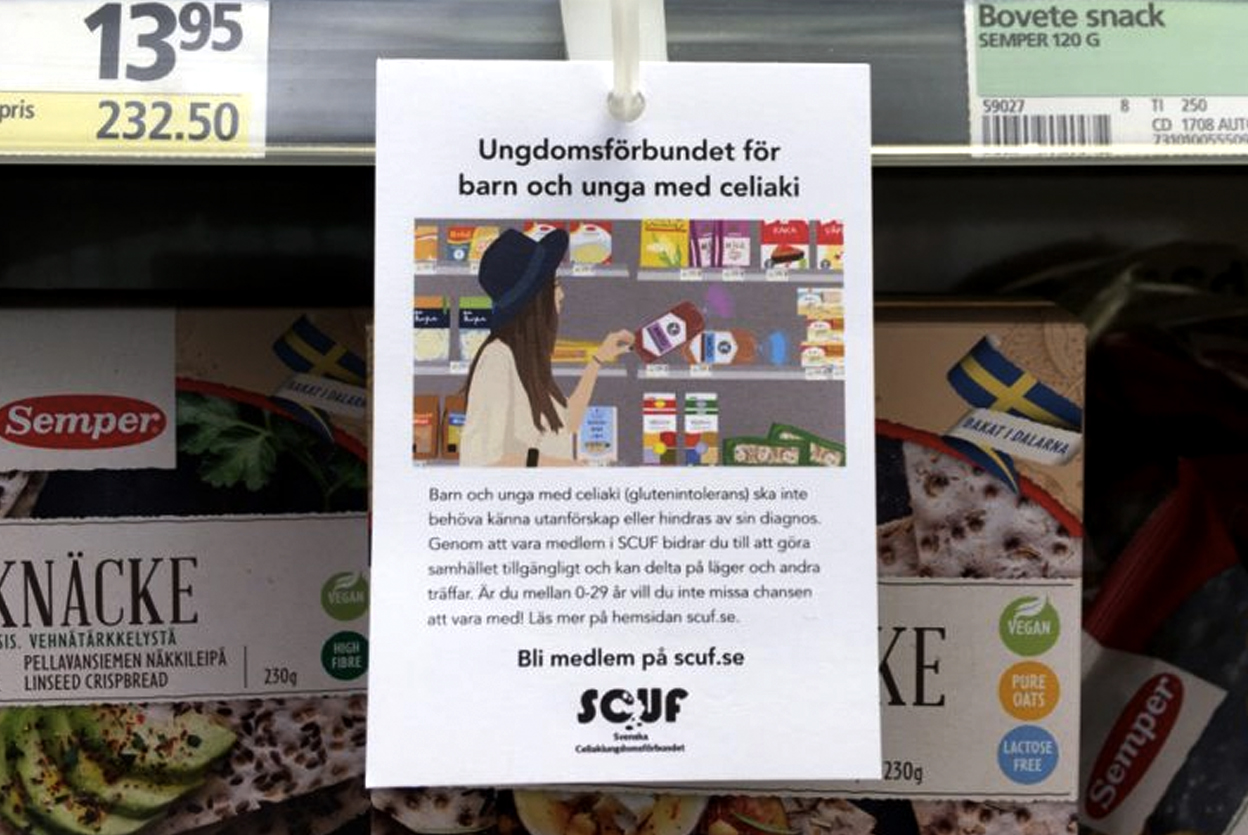 13 95
pris 232.50
Bovete snack
SEMPER 120 G
59027 8 TI 250
CD 1708
Ungdomsförbundet för
barn och unga med celiaki
KAKA
Barn och unga med celiaki (glutenintolerans) ska inte
behöva känna utanförskap eller hindras av sin diagnos.
Genom att vara medlem i SCUF bidrar du till att göra
samhället tillgängligt och kan delta på läger och andra
träffar. Är du mellan 0-29 år vill du inte missa chansen
att vara med! Läs mer på hemsidan scuf.se.
Bli medlem på scuf.se
SCUF
Svenska
Celiakiungdomsförbundet
Semper
BAKAT I DALARNA
KNÄCKE
VEHNÄTÄRKKELYSTÄ
PELLAVANSIEMEN NÄKKILEIPÄ
LINSEED CRISPBREAD
230g
VEGAN
HIGH
FIBRE
BAKAT I DALARNA
KE
VEGAN
PURE
OATS
LACTOSE
FREE
230g
Semper